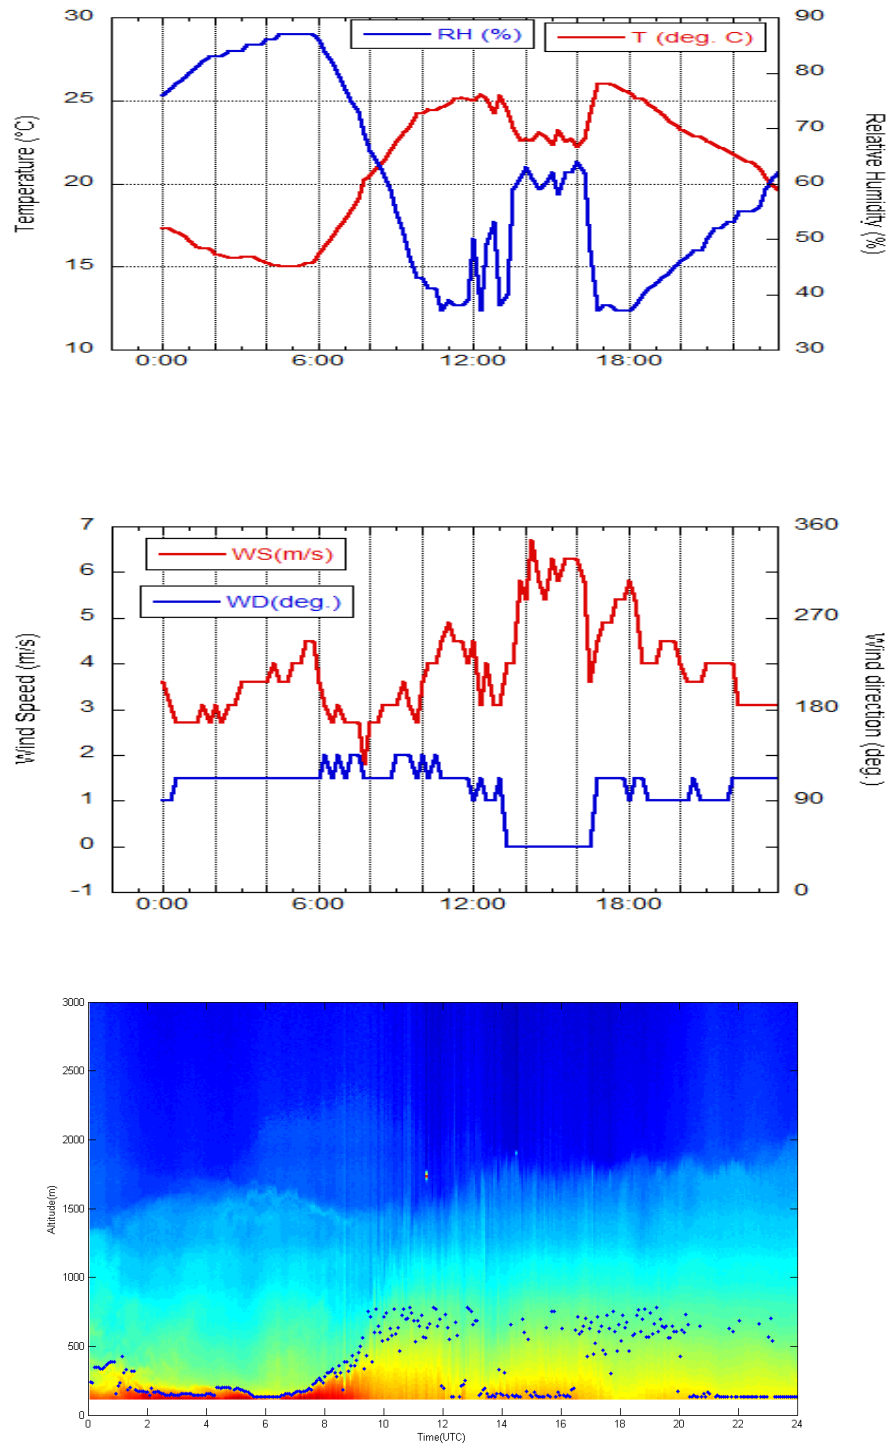 30
90
RH (%)
T (deg. C)
80
25
70
20
60
50
15
40
10
30
0:00 6:00 12:00 18:00
Temperature (°C)
Relative Humidity (%)
7
360
WS(m/s)
6
WD(deg.)
5
270
4
3
180
2
1
90
0
-1
0
0:00 6:00 12:00 18:00
Wind Speed (m/s)
Wind direction (deg.)
3000
2500
2000
1500
1000
500
0
Altitude(m)
0 2 4 6 8 10 12 14 16 18 20 22 24
Time(UTC)